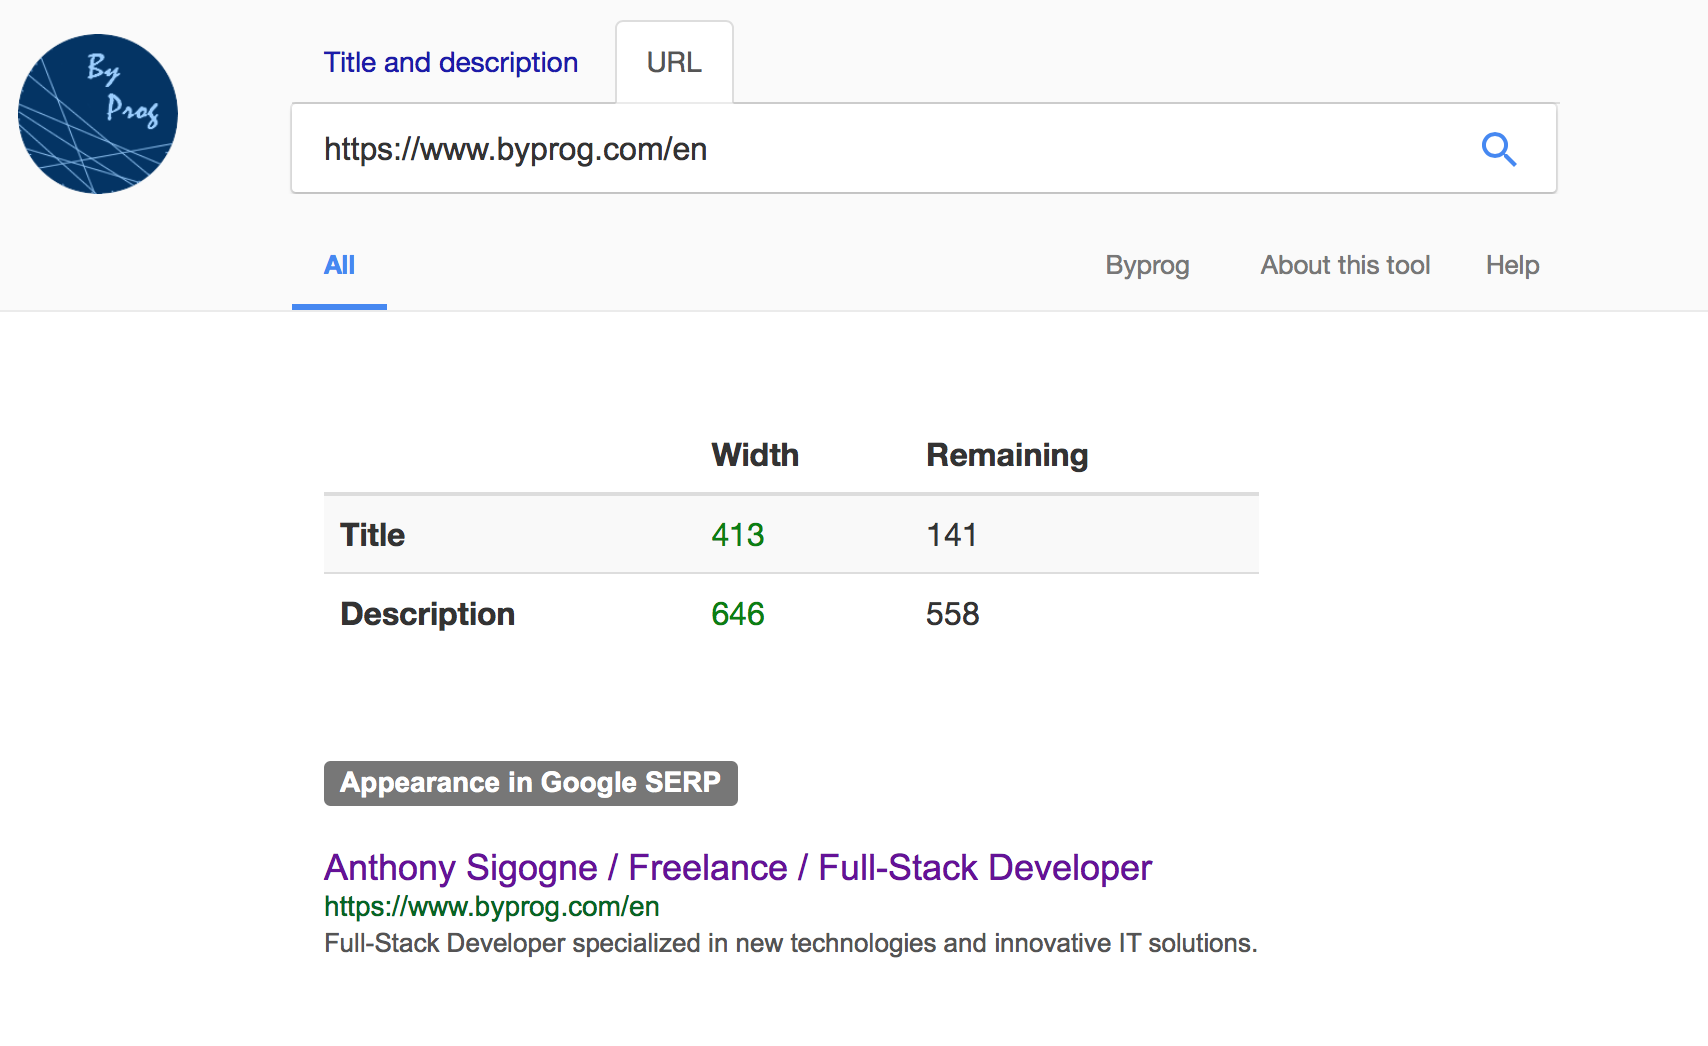 By
Prog
Title and description URL
https://www.byprog.com/en
All Byprog About this tool Help
Width Remaining
Title 413 141
Description 646 558
Appearance in Google SERP
Anthony Sigogne / Freelance / Full-Stack Developer
https://www.byprog.com/en
Full-Stack Developer specialized in new technologies and innovative IT solutions.